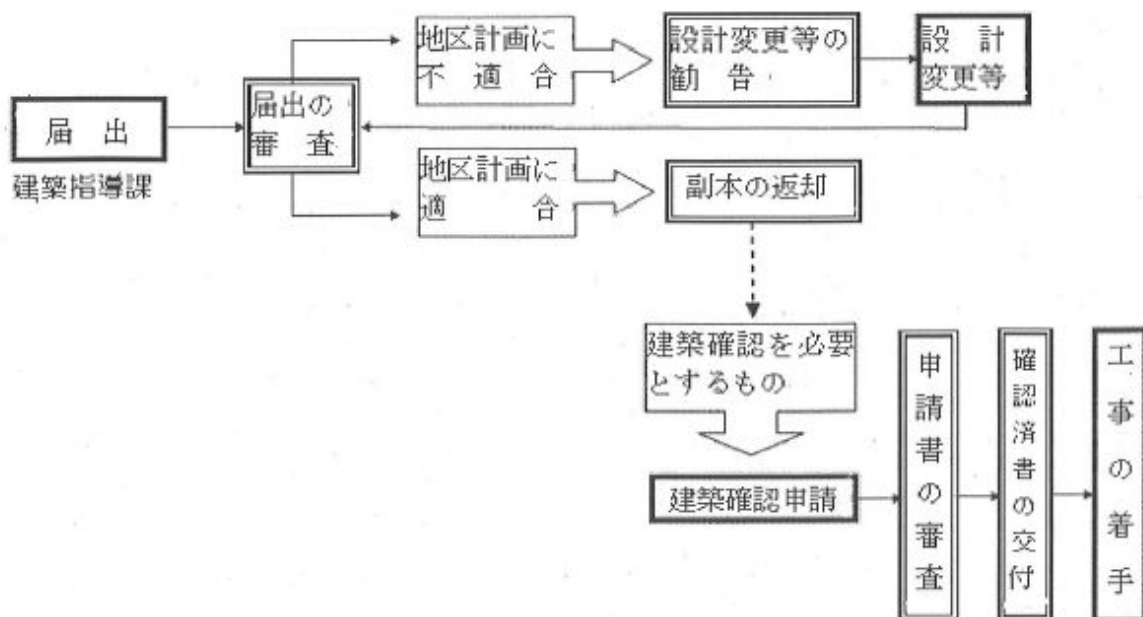 届出
建築指導課
届出の
審査
地区計画に
不適合
設計変更等の
勧告
設計
変更等
地区計画に
適合
副本の返却
建築確認を必要
とするもの
建築確認申請
申請書の審査
確認済書の交付
工事の着手